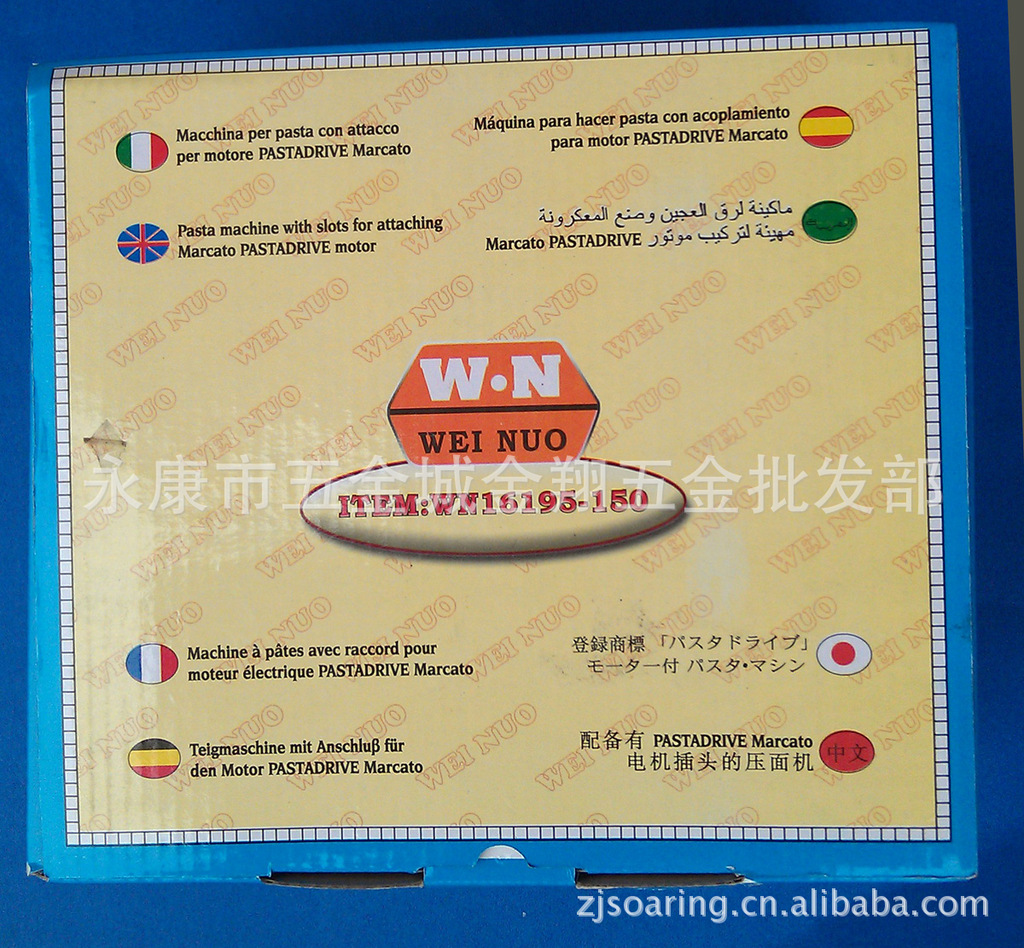 Macchina per pasta con attacco
per motore PASTADRIVE Marcato
Máquina para hacer pasta con acoplamiento
para motor PASTADRIVE Marcato
Pasta machine with slots for attaching
Marcato PASTADRIVE motor
ماكينة لرق العجين وصنع المعكرونة
مهيئة لتركيب موتور Marcato PASTADRIVE
W·N
WEI NUO
永康市五金城合翔五金批发部
ITEM:WN16195-150
Machine à pâtes avec raccord pour
moteur électrique PASTADRIVE Marcato
登録商標「パスタドライブ」
モーター付 パスタ・マシン
Teigmaschine mit Anschluß für
den Motor PASTADRIVE Marcato
配备有 PASTADRIVE Marcato
电机插头的压面机
中文
zjsoaring.cn.alibaba.com